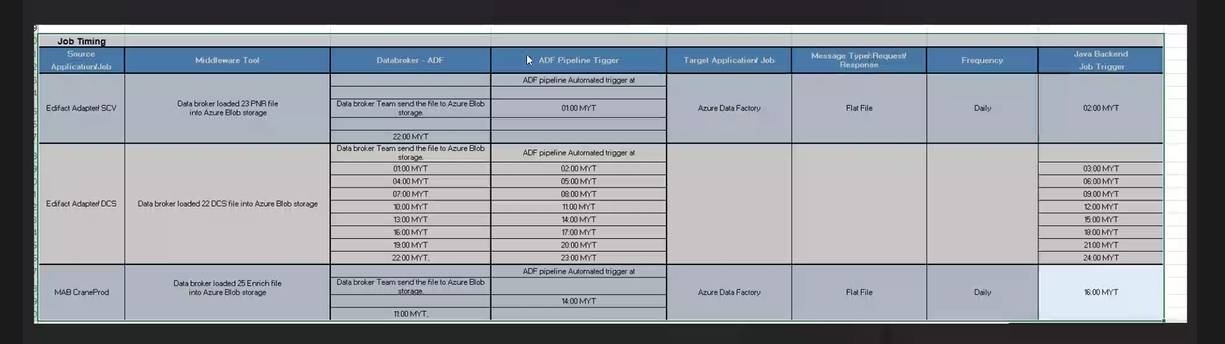 Job Timing
Source
Application/Job
Middleware Tool
Databroker - ADF
ADF Pipeline Tigger
Target Application/ Job
Message Type/Request/
Response
Frequency
Java Backend
Job Trigger
Edifact Adapter/ SCV
Data broker loaded 23 PNR file
into Azure Blob storage
Data broker Team send the file to Azure Blob
storage.
22:00 MYT
ADF pipeline Automated trigger at
01:00 MYT
Azure Data Factory
Flat File
Daily
02:00 MYT
Edifact Adapter/ DCS
Data broker loaded 22 DCS file into Azure Blob storage
Data broker Team send the file to Azure Blob
storage.
ADF pipeline Automated trigger at
01:00 MYT 02:00 MYT 03:00 MYT
04:00 MYT 05:00 MYT 06:00 MYT
07:00 MYT 08:00 MYT 09:00 MYT
10:00 MYT 11:00 MYT 12:00 MYT
13:00 MYT 14:00 MYT 15:00 MYT
16:00 MYT 17:00 MYT 18:00 MYT
19:00 MYT 20:00 MYT 21:00 MYT
22:00 MYT. 23:00 MYT 24:00 MYT
MAB CraneProd
Data broker loaded 25 Enrich file
into Azure Blob storage
Data broker Team send the file to Azure Blob
storage.
11:00 MYT.
ADF pipeline Automated trigger at
14:00 MYT
Azure Data Factory
Flat File
Daily
16:00 MYT